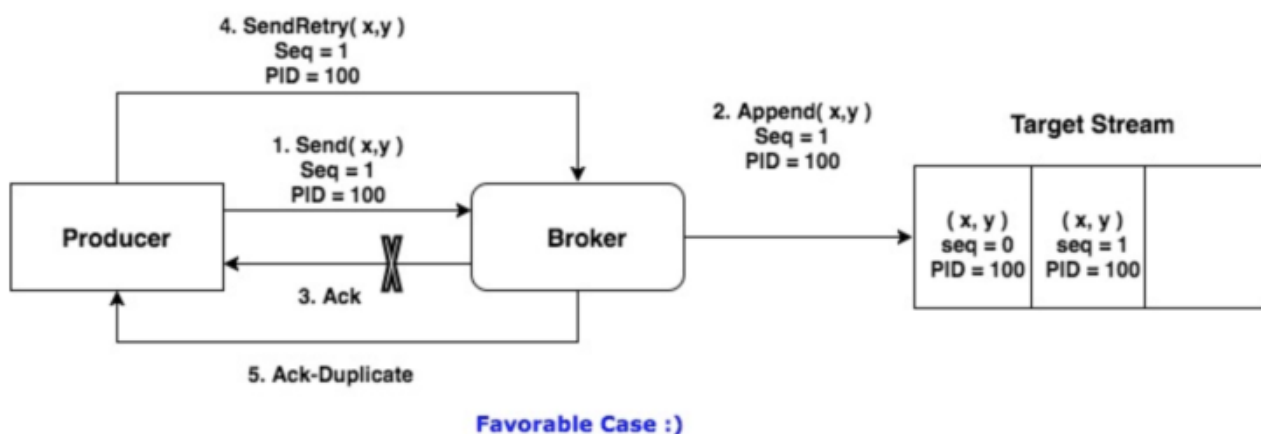 4. SendRetry( x,y )
Seq = 1
PID = 100
1. Send( x,y )
Seq = 1
PID = 100
Producer
3. Ack
Broker
5. Ack-Duplicate
2. Append( x,y )
Seq = 1
PID = 100
Target Stream
( x, y )
seq = 0
PID = 100
( x, y )
seq = 1
PID = 100
Favorable Case :)